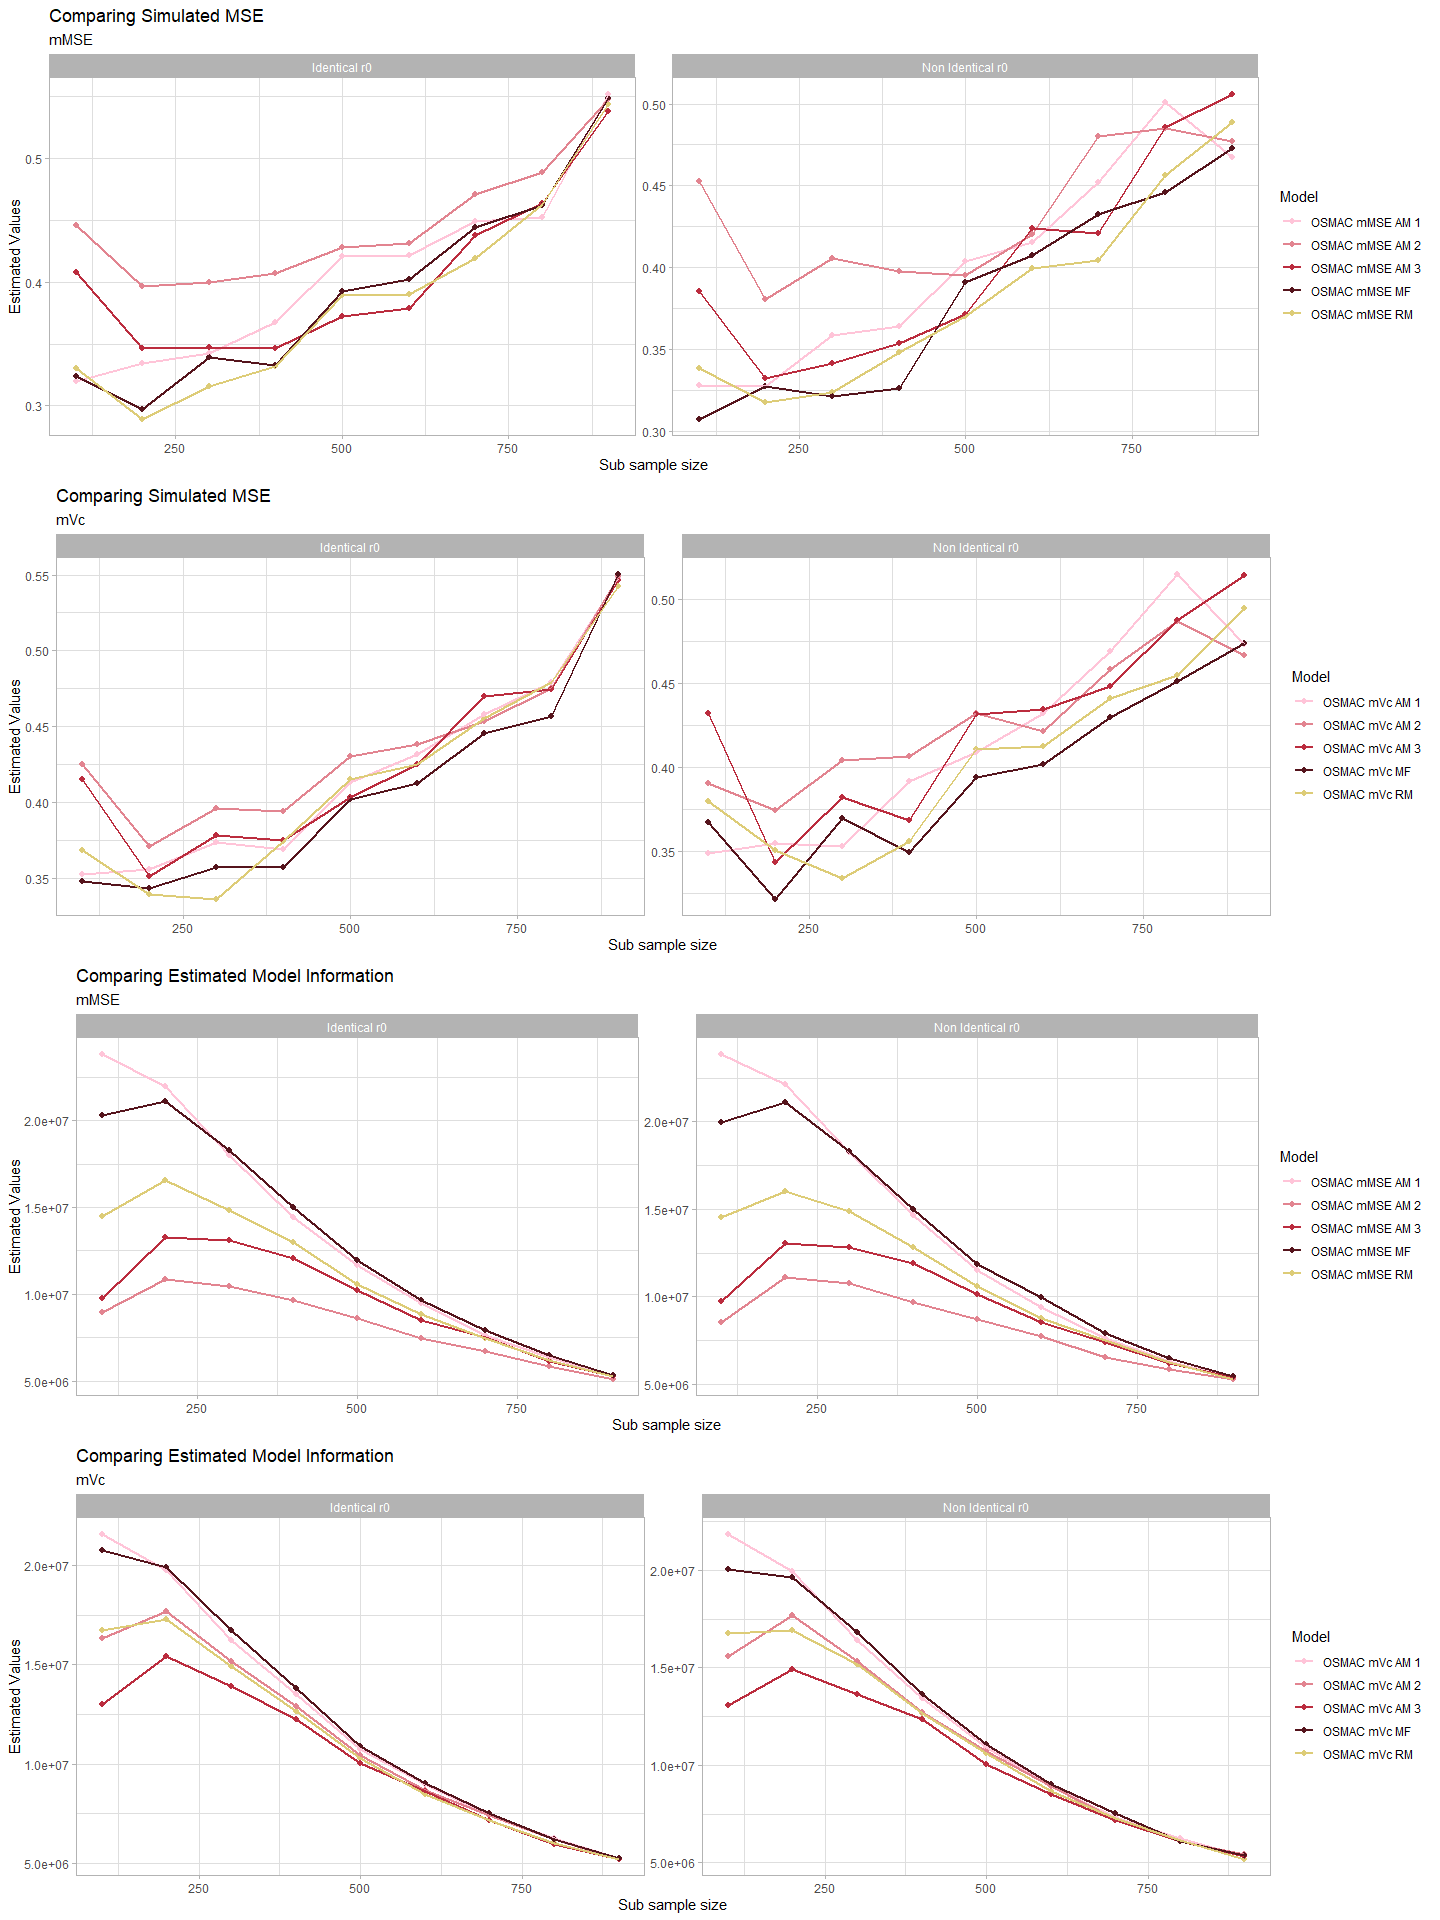 Comparing Simulated MSE
mMSE
Identical r0
Non Identical r0
Estimated Values
0.5
0.4
0.3
0.50
0.45
0.40
0.35
0.30
250
500
750
250
500
750
Sub sample size
Model
OSMAC mMSE AM 1
OSMAC mMSE AM 2
OSMAC mMSE AM 3
OSMAC mMSE MF
OSMAC mMSE RM
Comparing Simulated MSE
mVc
Identical r0
Non Identical r0
Estimated Values
0.55
0.50
0.45
0.40
0.35
0.50
0.45
0.40
0.35
250
500
750
250
500
750
Sub sample size
Model
OSMAC mVc AM 1
OSMAC mVc AM 2
OSMAC mVc AM 3
OSMAC mVc MF
OSMAC mVc RM
Comparing Estimated Model Information
mMSE
Identical r0
Non Identical r0
Estimated Values
2.0e+07
1.5e+07
1.0e+07
5.0e+06
2.0e+07
1.5e+07
1.0e+07
5.0e+06
250
500
750
250
500
750
Sub sample size
Model
OSMAC mMSE AM 1
OSMAC mMSE AM 2
OSMAC mMSE AM 3
OSMAC mMSE MF
OSMAC mMSE RM
Comparing Estimated Model Information
mVc
Identical r0
Non Identical r0
Estimated Values
2.0e+07
1.5e+07
1.0e+07
5.0e+06
2.0e+07
1.5e+07
1.0e+07
5.0e+06
250
500
750
250
500
750
Sub sample size
Model
OSMAC mVc AM 1
OSMAC mVc AM 2
OSMAC mVc AM 3
OSMAC mVc MF
OSMAC mVc RM